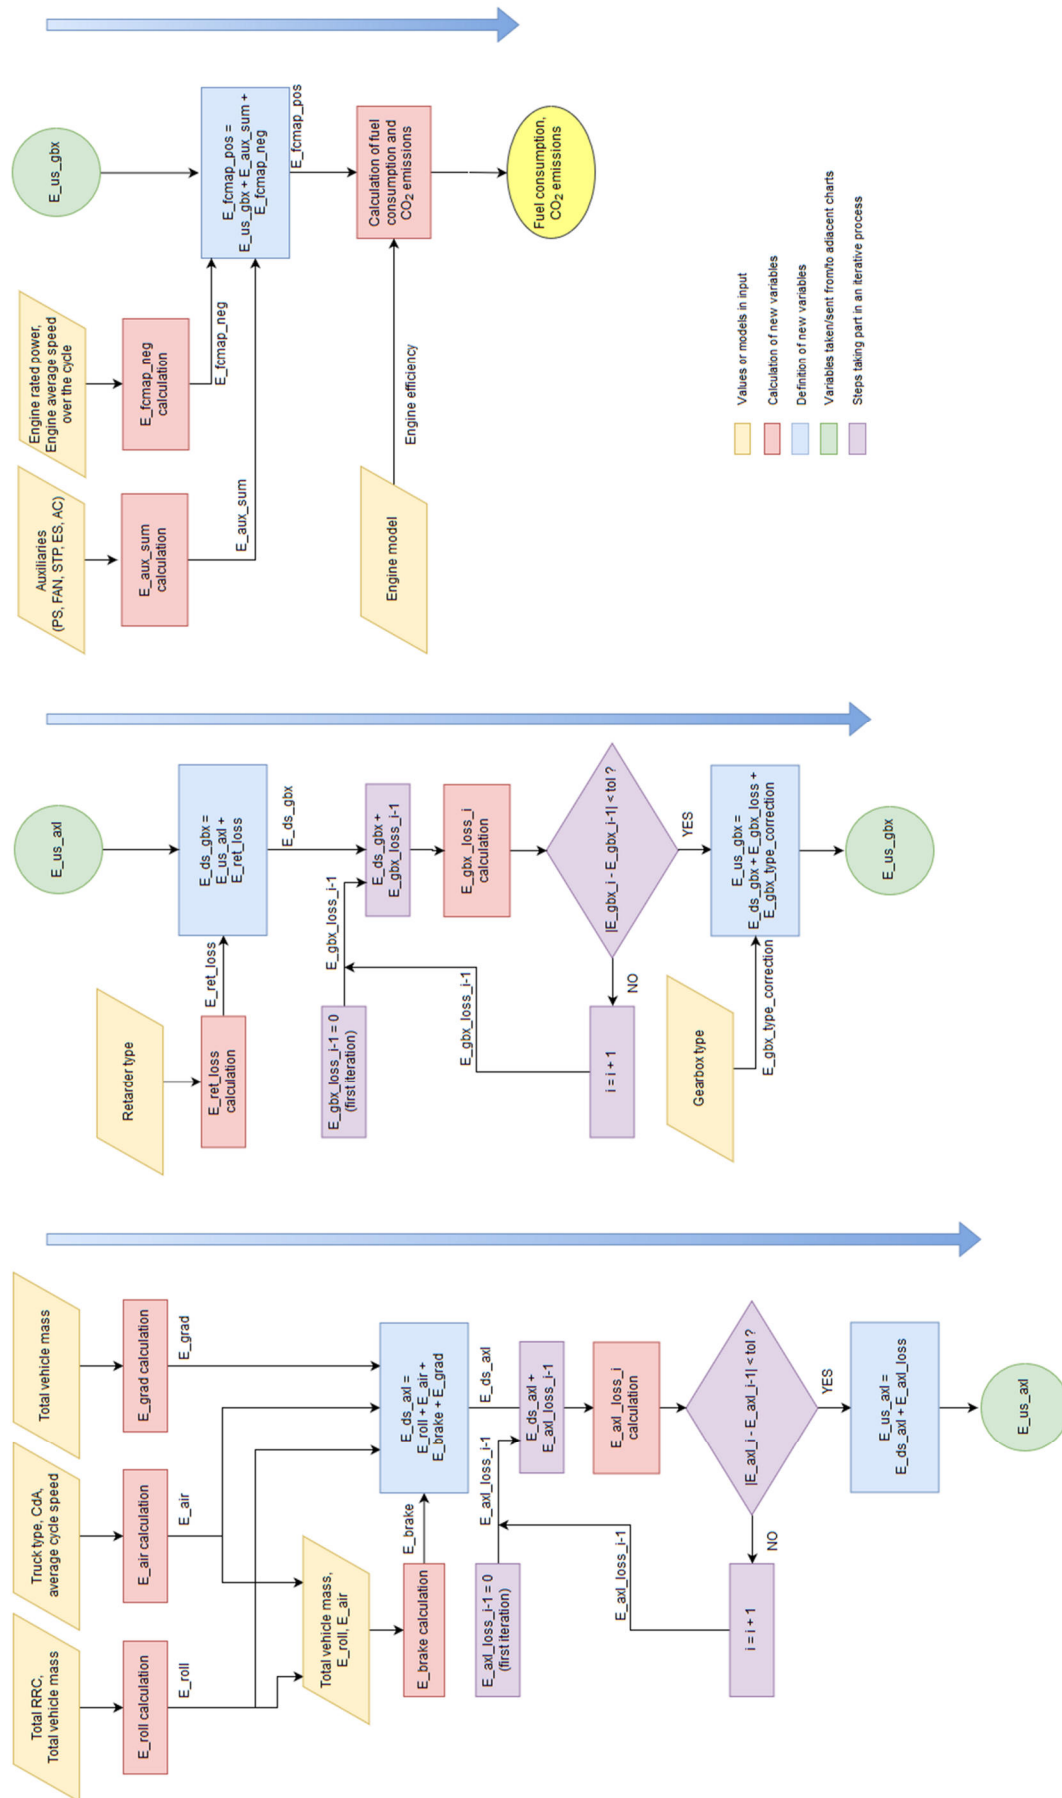 Total RRC,
Total vehicle mass
Truck type, CdA,
average cycle speed
Total vehicle mass
E_roll calculation
E_air calculation
E_grad calculation
E_roll
E_air
E_grad
Total vehicle mass,
E_roll, E_air
E_brake calculation
E_brake
E_ds_axl =
E_roll + E_air +
E_brake + E_grad
E_ds_axl
E_axl_loss_i-1 = 0
(first iteration)
E_axl_loss_i-1
E_ds_axl +
E_axl_loss_i-1
E_axl_loss_i
calculation
E_axl_loss_i-1
|E_axl_i - E_axl_i-1| < tol ?
NO
i = i + 1
YES
E_us_axl =
E_ds_axl + E_axl_loss
E_us_axl
E_us_axl
Retarder type
E_ret_loss
calculation
E_ret_loss
E_ds_gbx =
E_us_axl +
E_ret_loss
E_ds_gbx
E_gbx_loss_i-1 = 0
(first iteration)
E_gbx_loss_i-1
E_ds_gbx +
E_gbx_loss_i-1
E_gbx_loss_i
calculation
E_gbx_loss_i-1
|E_gbx_i - E_gbx_i-1| < tol ?
NO
i = i + 1
YES
Gearbox type
E_gbx_type_correction
E_us_gbx =
E_ds_gbx + E_gbx_loss +
E_gbx_type_correction
E_us_gbx
Auxiliaries
(PS, FAN, STP, ES, AC)
Engine rated power,
Engine average speed
over the cycle
E_us_gbx
E_aux_sum
calculation
E_fcmap_neg
calculation
E_aux_sum
E_fcmap_neg
E_fcmap_pos =
E_us_gbx + E_aux_sum +
E_fcmap_neg
E_fcmap_pos
Engine model
Engine efficiency
Calculation of fuel
consumption and
CO2 emissions
Fuel consumption,
CO2 emissions
Values or models in input
Calculation of new variables
Definition of new variables
Variables taken/sent from/to adiacent charts
Steps taking part in an iterative process